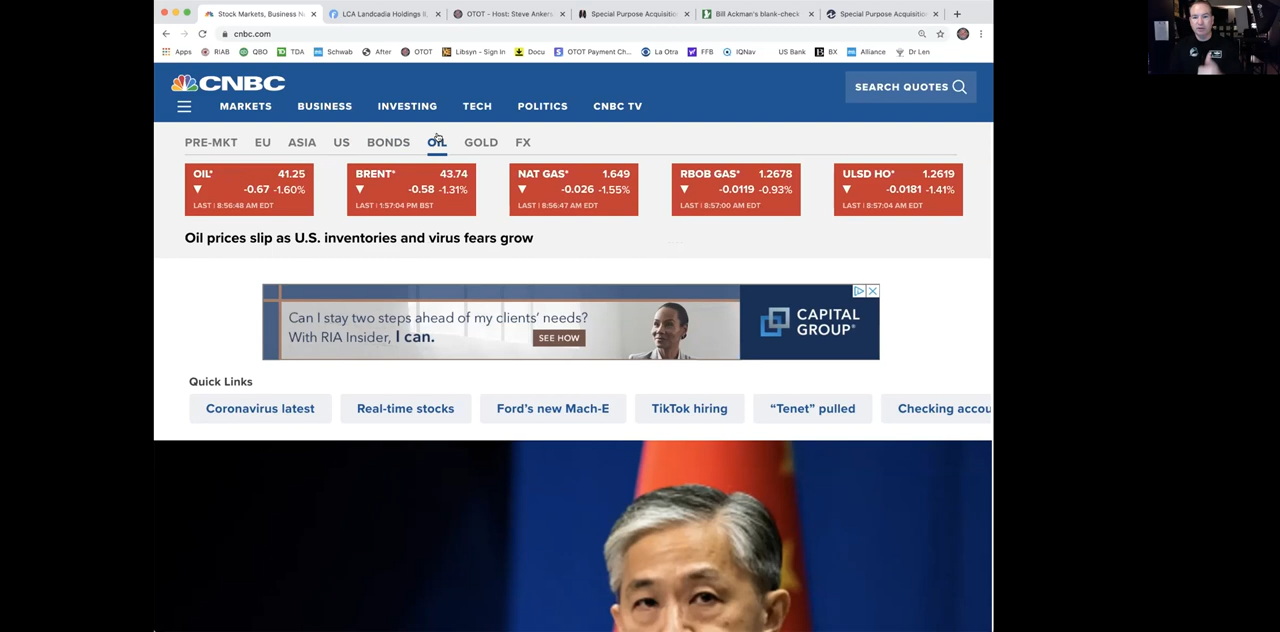 Stock Markets, Business N
LCA Landcadia Holdings II,
OTOT - Host: Steve Ankers
Special Purpose Acquisitio
Bill Ackman's blank-check
Special Purpose Acquisitio
cnbc.com
Apps RIAB QBO TDA Schwab After OTOT Libsyn - Sign in Docu OTOT Payment Ch... La Otra FFB IQNav US Bank BX Alliance Dr Len
CNBC
SEARCH QUOTES
MARKETS BUSINESS INVESTING TECH POLITICS CNBC TV
PRE-MKT EU ASIA US BONDS OIL GOLD FX
OIL* 41.25
▼ -0.67 -1.60%
LAST | 8:56:48 AM EDT
BRENT* 43.74
▼ -0.58 -1.31%
LAST | 1:57:04 PM BST
NAT GAS* 1.649
▼ -0.026 -1.55%
LAST | 8:56:47 AM EDT
RBOB GAS* 1.2678
▼ -0.0119 -0.93%
LAST | 8:57:00 AM EDT
ULSD HO* 1.2619
▼ -0.0181 -1.41%
LAST | 8:57:04 AM EDT
Oil prices slip as U.S. inventories and virus fears grow
Can I stay two steps ahead of my clients' needs?
With RIA Insider, I can.
SEE HOW
CAPITAL
GROUP®
Quick Links
Coronavirus latest
Real-time stocks
Ford's new Mach-E
TikTok hiring
"Tenet" pulled
Checking accou